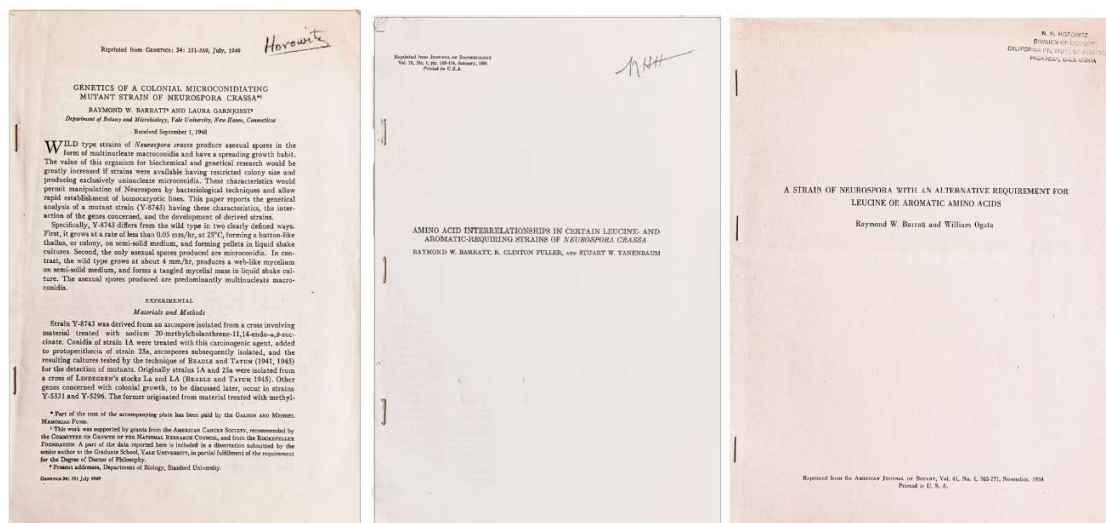 Reprinted from GENETICS: 34: 351-369, July, 1949
Horowitz
GENETICS OF A COLONIAL MICROCONIDIATING
MUTANT STRAIN OF NEUROSPORA CRASSA*¹
RAYMOND W. BARRATT² AND LAURA GARNJOBST²
Department of Botany and Microbiology, Yale University, New Haven, Connecticut
Received September 1, 1948
WILD type strains of Neurospora crassa produce asexual spores in the
form of multinucleate macroconidia and have a spreading growth habit.
The value of this organism for biochemical and genetical research would be
greatly increased if strains were available having restricted colony size and
producing exclusively uninucleate microconidia. These characteristics would
permit manipulation of Neurospora by bacteriological techniques and allow
rapid establishment of homocaryotic lines. This paper reports the genetical
analysis of a mutant strain (Y-8743) having these characteristics, the inter-
action of the genes concerned, and the development of derived strains.
Specifically, Y-8743 differs from the wild type in two clearly defined ways.
First, it grows at a rate of less than 0.05 mm/hr, at 25°C, forming a button-like
thallus, or colony, on semi-solid medium, and forming pellets in liquid shake
cultures. Second, the only asexual spores produced are microconidia. In con-
trast, the wild type grows at about 4 mm/hr, produces a web-like mycelium
on semi-solid medium, and forms a tangled mycelial mass in liquid shake cul-
ture. The asexual spores produced are predominantly multinucleate macro-
conidia.
EXPERIMENTAL
Materials and Methods
Strain Y-8743 was derived from an ascospore isolated from a cross involving
material treated with sodium 20-methylcholanthrene-11,14-endo-α,β-suc-
cinate. Conidia of strain 1A were treated with this carcinogenic agent, added
to protoperithecia of strain 25a, ascospores subsequently isolated, and the
resulting cultures tested by the technique of BEADLE and TATUM (1941, 1945)
for the detection of mutants. Originally strains 1A and 25a were isolated from
a cross of LINDEGREN'S stocks La and LA (BEADLE and TATUM 1945). Other
genes concerned with colonial growth, to be discussed later, occur in strains
Y-5331 and Y-5296. The former originated from material treated with methyl-
* Part of the cost of the accompanying plate has been paid by the GALTON AND MENDEL
MEMORIAL FUND.
¹ This work was supported by grants from the AMERICAN CANCER SOCIETY, recommended by
the COMMITTEE ON GROWTH OF THE NATIONAL RESEARCH COUNCIL, and from the ROCKEFELLER
FOUNDATION. A part of the data reported here is included in a dissertation submitted by the
senior author to the Graduate School, YALE UNIVERSITY, in partial fulfillment of the requirement
for the Degree of Doctor of Philosophy.
² Present addresses, Department of Biology, Stanford University.
GENETICS 34: 351 July 1949
Reprinted from JOURNAL OF BACTERIOLOGY
Vol. 71, No. 1, pp. January, 1956
Printed in U.S.A.
NHH
AMINO ACID INTERRELATIONSHIPS IN CERTAIN LEUCINE- AND
AROMATIC-REQUIRING STRAINS OF NEUROSPORA CRASSA
RAYMOND W. BARRATT, R. CLINTON FULLER, AND STUART W. TANENBAUM
N. H. HOROWITZ
DIVISION OF BIOLOGY
CALIFORNIA INSTITUTE OF
PASADENA, CALIFORNIA
A STRAIN OF NEUROSPORA WITH AN ALTERNATIVE REQUIREMENT FOR
LEUCINE OR AROMATIC AMINO ACIDS
Raymond W. Barratt and William Ogata
Reprinted from the AMERICAN JOURNAL OF BOTANY, Vol. 41, No. 763-771, November, 1954
Printed in U. S. A.